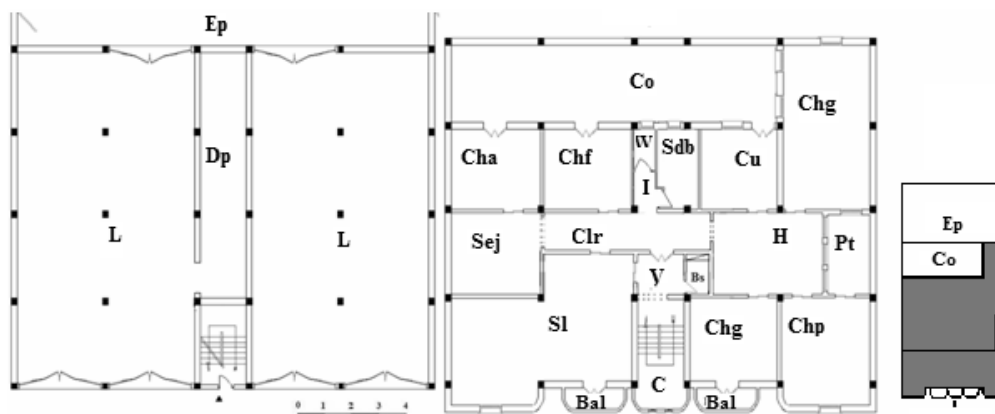 Ep
Dp
L
L
0 1 2 3 4
Co
Chg
Cha
Chf
W
Sdb
Cu
I
Sej
Clr
H
Pt
V
Bs
Sl
Chg
Chp
C
Bal
Bal
Ep
Co